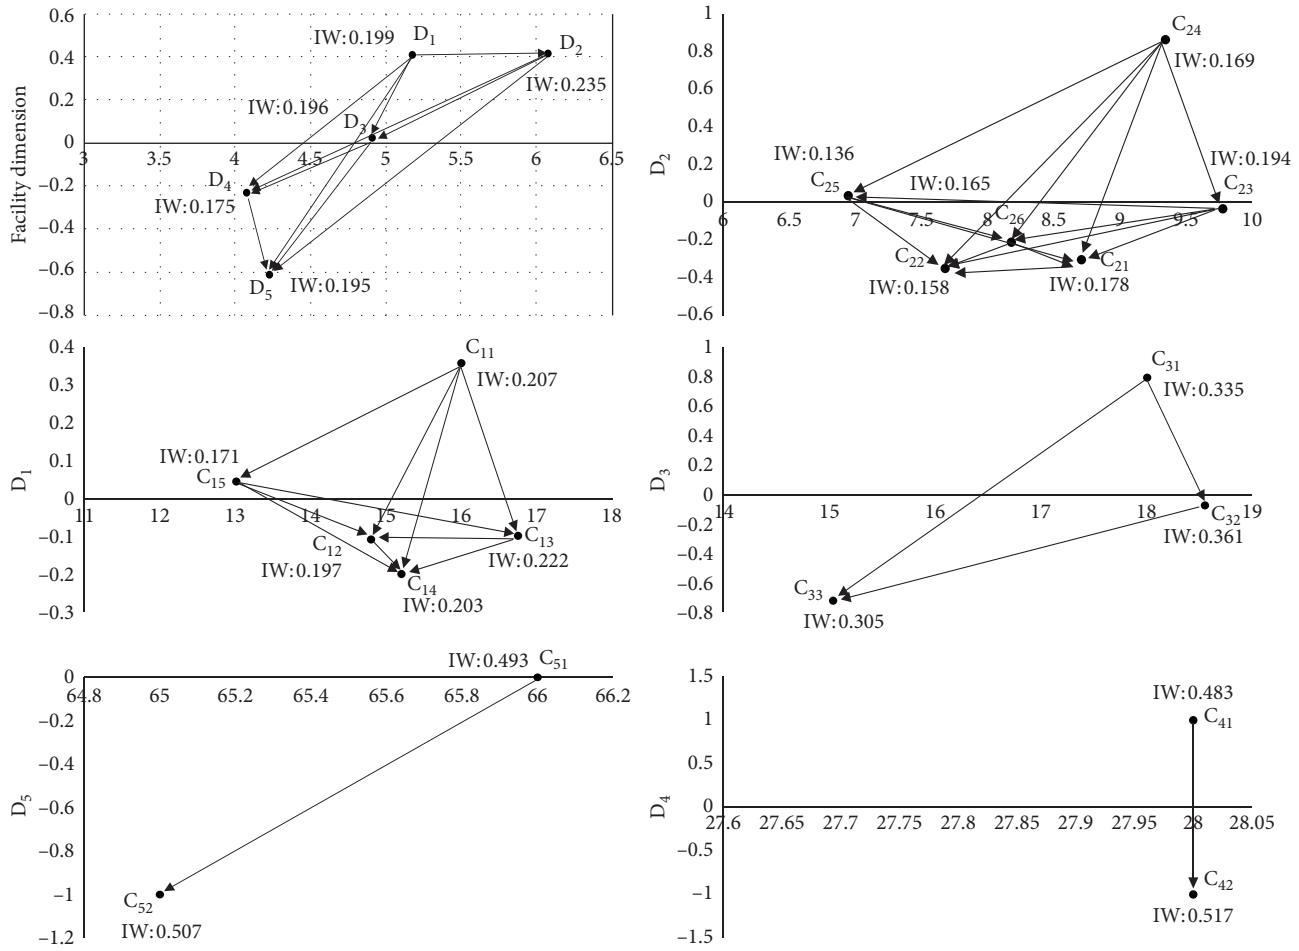 Facility dimension
0.6
0.4
0.2
0
−0.2
−0.4
−0.6
−0.8
3 3.5 4 4.5 5 5.5 6 6.5
IW:0.199 D1
D2
IW:0.235
IW:0.196
D3
D4
IW:0.175
D5
IW:0.195
D2
1
0.8
0.6
0.4
0.2
0
−0.2
−0.4
−0.6
6 6.5 7 7.5 8 8.5 9 9.5 10
C24
IW:0.169
IW:0.136
C25
IW:0.165
C26
IW:0.194
C23
C22
IW:0.158
C21
IW:0.178
D1
0.4
0.3
0.2
0.1
0
−0.1
−0.2
−0.3
11 12 13 14 15 16 17 18
C11
IW:0.207
IW:0.171
C15
C12
IW:0.197
C13
IW:0.222
C14
IW:0.203
D3
1
0.8
0.6
0.4
0.2
0
−0.2
−0.4
−0.6
−0.8
14 15 16 17 18 19
C31
IW:0.335
C32
IW:0.361
C33
IW:0.305
D5
0
−0.2
−0.4
−0.6
−0.8
−1
−1.2
64.8 65 65.2 65.4 65.6 65.8 66 66.2
IW:0.493 C51
C52
IW:0.507
D4
1.5
1
0.5
0
−0.5
−1
−1.5
27.6 27.65 27.7 27.75 27.8 27.85 27.9 27.95 28 28.05
IW:0.483
C41
C42
IW:0.517